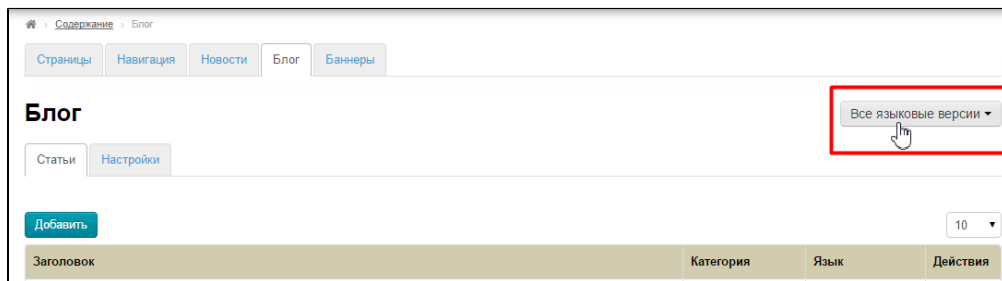 Содержание › Блог
Страницы Навигация Новости Блог Баннеры
Блог
Все языковые версии
Статьи Настройки
Добавить
10
Заголовок Категория Язык Действия